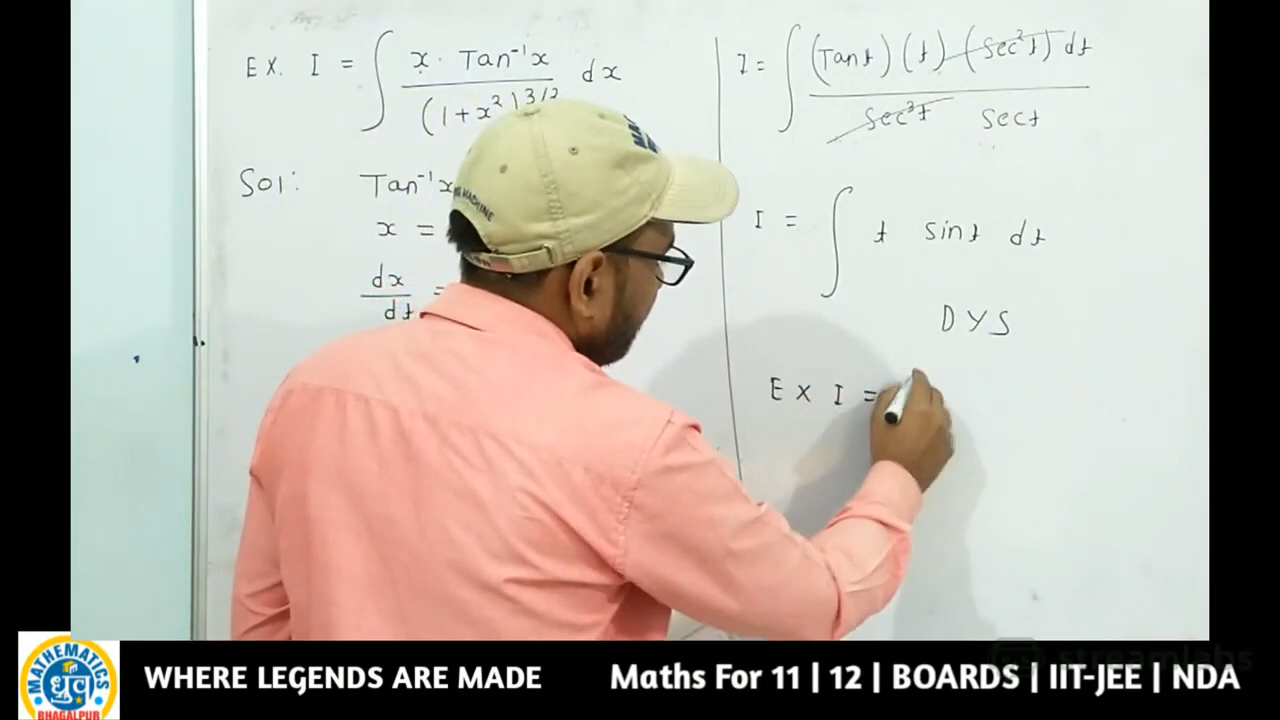 EX. I = ∫ x. Tan⁻¹x / (1+x²)^3/2 dx
Sol:
Tan⁻¹x
x =
dx/dt =
I = ∫ (Tant)(t)(sec²t)dt / sec²t sect
I = ∫ t sint dt
DYS
EX I =
MATHEMATICS
ध्रुव
BHAGALPUR
WHERE LEGENDS ARE MADE
Maths For 11 | 12 | BOARDS | IIT-JEE | NDA
streamlabs